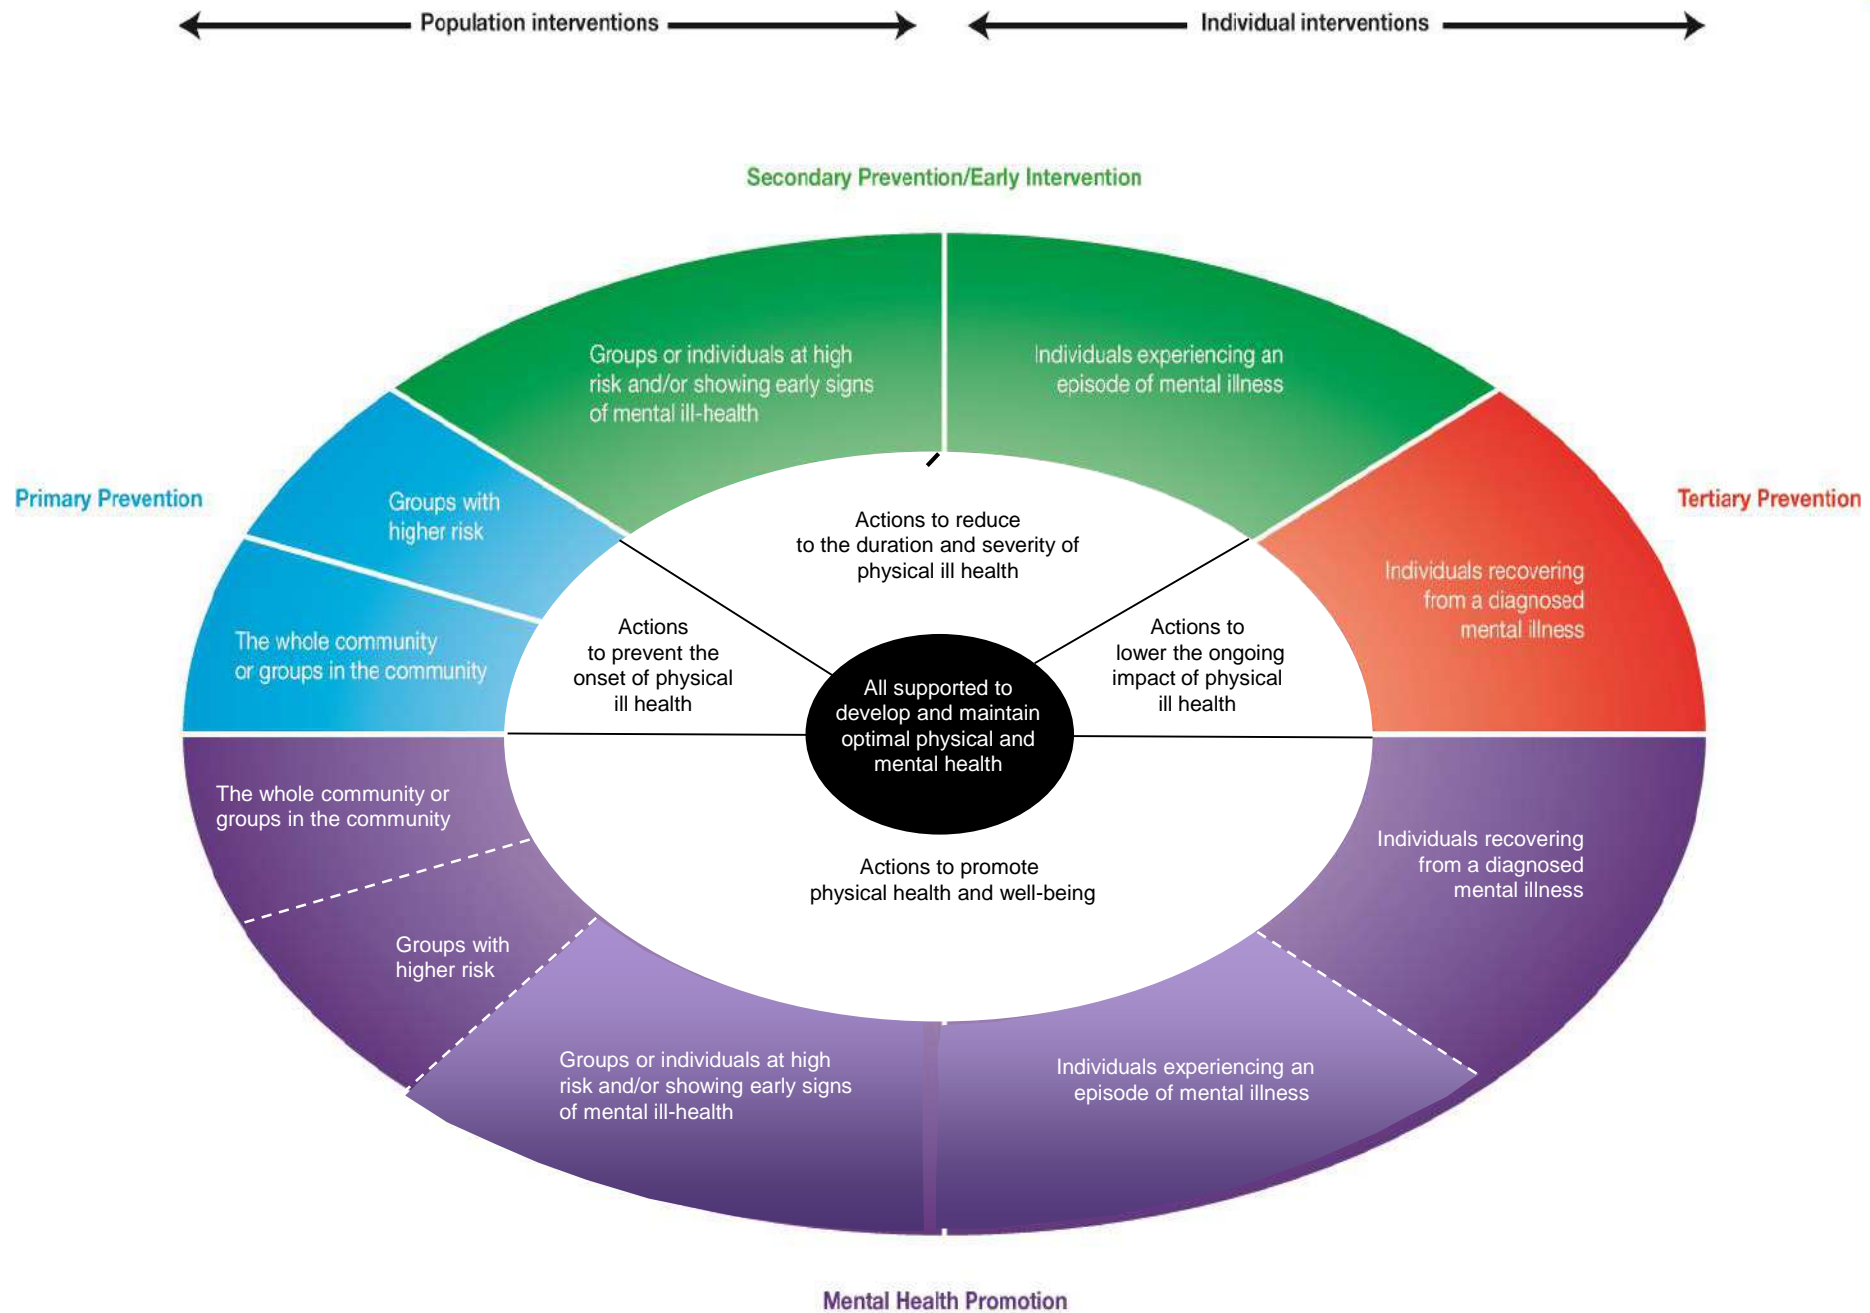 Population interventions
Individual interventions
Secondary Prevention/Early Intervention
Groups or individuals at high
risk and/or showing early signs
of mental ill-health
Individuals experiencing an
episode of mental illness
Primary Prevention
Groups with
higher risk
The whole community
or groups in the community
Tertiary Prevention
Individuals recovering
from a diagnosed
mental illness
Actions to reduce
to the duration and severity of
physical ill health
Actions
to prevent the
onset of physical
ill health
Actions to
lower the ongoing
impact of physical
ill health
All supported to
develop and maintain
optimal physical and
mental health
Actions to promote
physical health and well-being
The whole community or
groups in the community
Groups with
higher risk
Groups or individuals at high
risk and/or showing early signs
of mental ill-health
Individuals experiencing an
episode of mental illness
Individuals recovering
from a diagnosed
mental illness
Mental Health Promotion